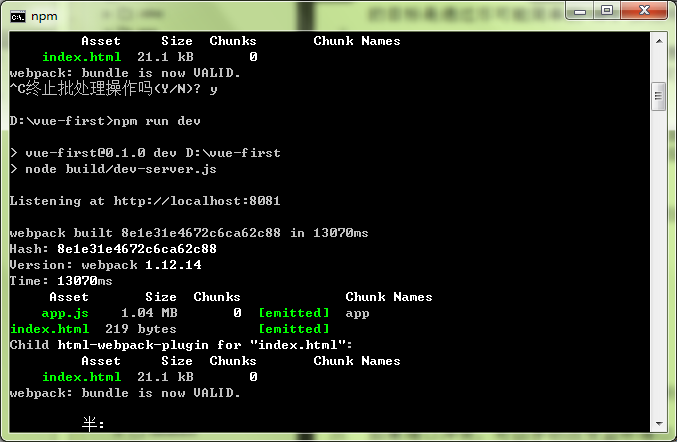 npm
Asset Size Chunks Chunk Names
index.html 21.1 kB 0
webpack: bundle is now VALID.
^C终止批处理操作吗(Y/N)? y
D:\vue-first>npm run dev
> vue-first@0.1.0 dev D:\vue-first
> node build/dev-server.js
Listening at http://localhost:8081
webpack built 8e1e31e4672c6ca62c88 in 13070ms
Hash: 8e1e31e4672c6ca62c88
Version: webpack 1.12.14
Time: 13070ms
Asset Size Chunks Chunk Names
app.js 1.04 MB 0 [emitted] app
index.html 219 bytes [emitted]
Child html-webpack-plugin for "index.html":
Asset Size Chunks Chunk Names
index.html 21.1 kB 0
webpack: bundle is now VALID.
半: